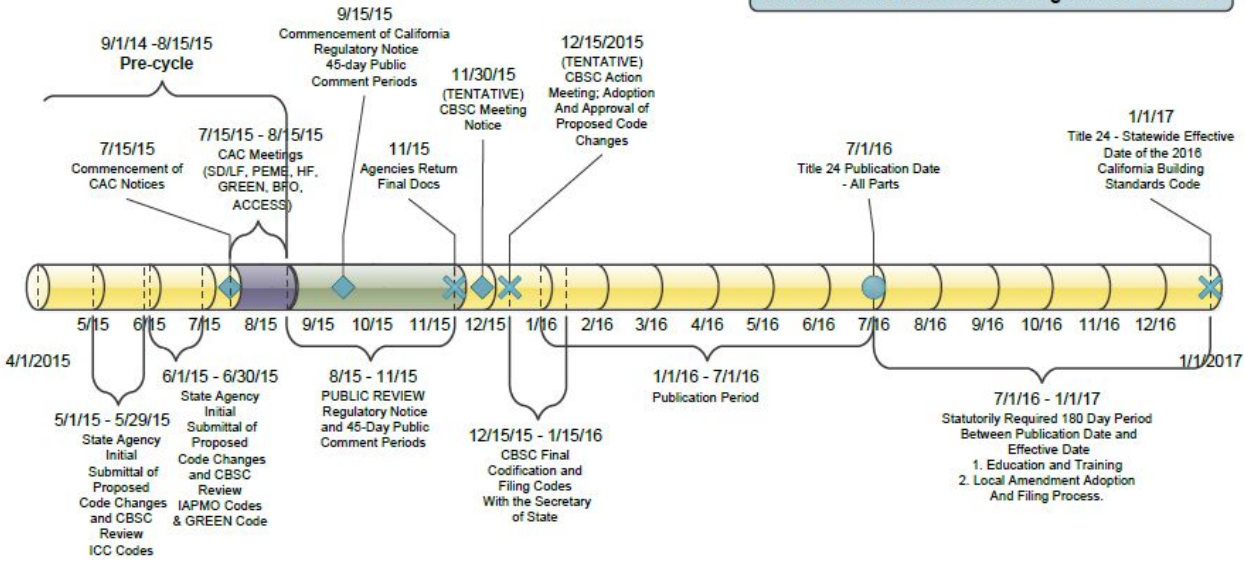 9/1/14 -8/15/15
Pre-cycle
7/15/15
Commencement of
CAC Notices
7/15/15 - 8/15/15
CAC Meetings
(SD/LF, PEME, HF,
GREEN, BFO,
ACCESS)
9/15/15
Commencement of California
Regulatory Notice
45-day Public
Comment Periods
11/15
Agencies Return
Final Docs
11/30/15
(TENTATIVE)
CBSC Meeting
Notice
12/15/2015
(TENTATIVE)
CBSC Action
Meeting; Adoption
And Approval of
Proposed Code
Changes
7/1/16
Title 24 Publication Date
- All Parts
1/1/17
Title 24 - Statewide Effective
Date of the 2016
California Building
Standards Code
5/15 6/15 7/15 8/15 9/15 10/15 11/15 12/15 1/16 2/16 3/16 4/16 5/16 6/16 7/16 8/16 9/16 10/16 11/16 12/16
4/1/2015
1/1/2017
5/1/15 - 5/29/15
State Agency
Initial
Submittal of
Proposed
Code Changes
and CBSC
Review
ICC Codes
6/1/15 - 6/30/15
State Agency
Initial
Submittal of
Proposed
Code Changes
and CBSC
Review
IAPMO Codes
& GREEN Code
8/15 - 11/15
PUBLIC REVIEW
Regulatory Notice
and 45-Day Public
Comment Periods
12/15/15 - 1/15/16
CBSC Final
Codification and
Filing Codes
With the Secretary
of State
1/1/16 - 7/1/16
Publication Period
7/1/16 - 1/1/17
Statutorily Required 180 Day Period
Between Publication Date and
Effective Date
1. Education and Training
2. Local Amendment Adoption
And Filing Process.